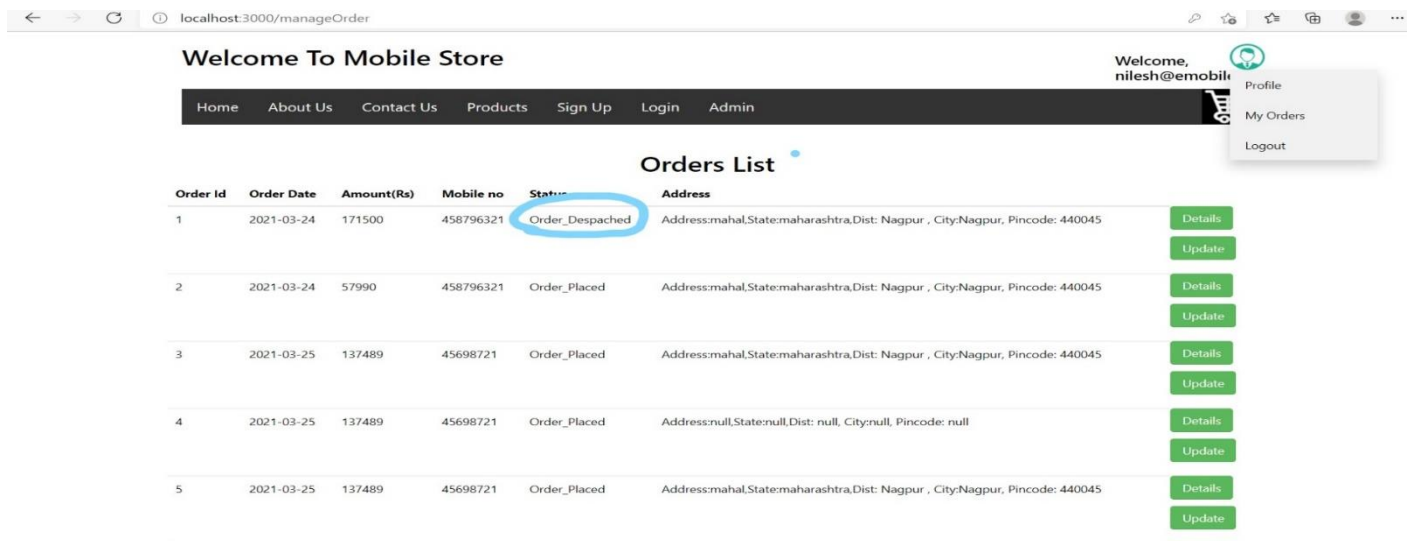 localhost:3000/manageOrder
Welcome To Mobile Store
Welcome,
nilesh@emobile
Profile
My Orders
Logout
Home About Us Contact Us Products Sign Up Login Admin
Orders List
Order Id Order Date Amount(Rs) Mobile no Status Address
1 2021-03-24 171500 458796321 Order_Despached Address:mahal,State:maharashtra,Dist: Nagpur , City:Nagpur, Pincode: 440045 Details
Update
2 2021-03-24 57990 458796321 Order_Placed Address:mahal,State:maharashtra,Dist: Nagpur , City:Nagpur, Pincode: 440045 Details
Update
3 2021-03-25 137489 45698721 Order_Placed Address:mahal,State:maharashtra,Dist: Nagpur , City:Nagpur, Pincode: 440045 Details
Update
4 2021-03-25 137489 45698721 Order_Placed Address:null,State:null,Dist: null, City:null, Pincode: null Details
Update
5 2021-03-25 137489 45698721 Order_Placed Address:mahal,State:maharashtra,Dist: Nagpur , City:Nagpur, Pincode: 440045 Details
Update